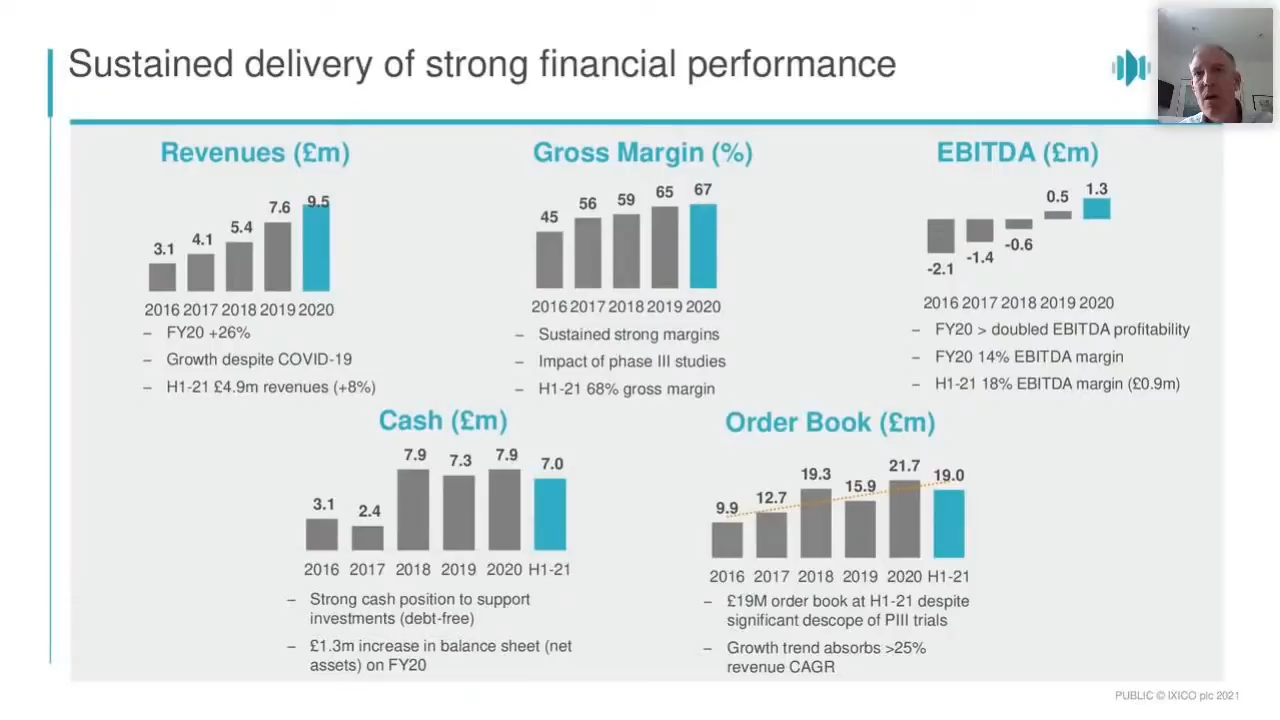 Sustained delivery of strong financial performance
Revenues (£m)
3.1 4.1 5.4 7.6 9.5
2016 2017 2018 2019 2020
– FY20 +26%
– Growth despite COVID-19
– H1-21 £4.9m revenues (+8%)
Gross Margin (%)
45 56 59 65 67
2016 2017 2018 2019 2020
– Sustained strong margins
– Impact of phase III studies
– H1-21 68% gross margin
EBITDA (£m)
-2.1 -1.4 -0.6 0.5 1.3
2016 2017 2018 2019 2020
– FY20 > doubled EBITDA profitability
– FY20 14% EBITDA margin
– H1-21 18% EBITDA margin (£0.9m)
Cash (£m)
3.1 2.4 7.9 7.3 7.9 7.0
2016 2017 2018 2019 2020 H1-21
– Strong cash position to support
investments (debt-free)
– £1.3m increase in balance sheet (net
assets) on FY20
Order Book (£m)
9.9 12.7 19.3 15.9 21.7 19.0
2016 2017 2018 2019 2020 H1-21
– £19M order book at H1-21 despite
significant descope of PIII trials
– Growth trend absorbs >25%
revenue CAGR
PUBLIC © IXICO plc 2021